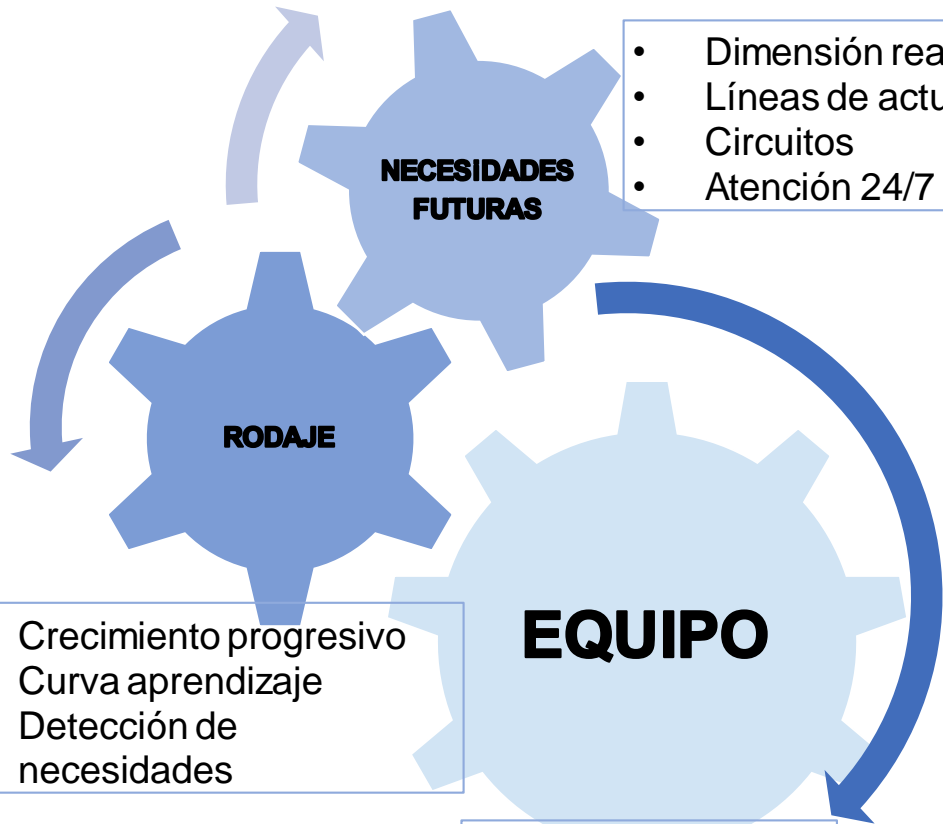 NECESIDADES
FUTURAS
• Dimensión rea
• Líneas de actu
• Circuitos
• Atención 24/7
RODAJE
EQUIPO
Crecimiento progresivo
Curva aprendizaje
Detección de
necesidades